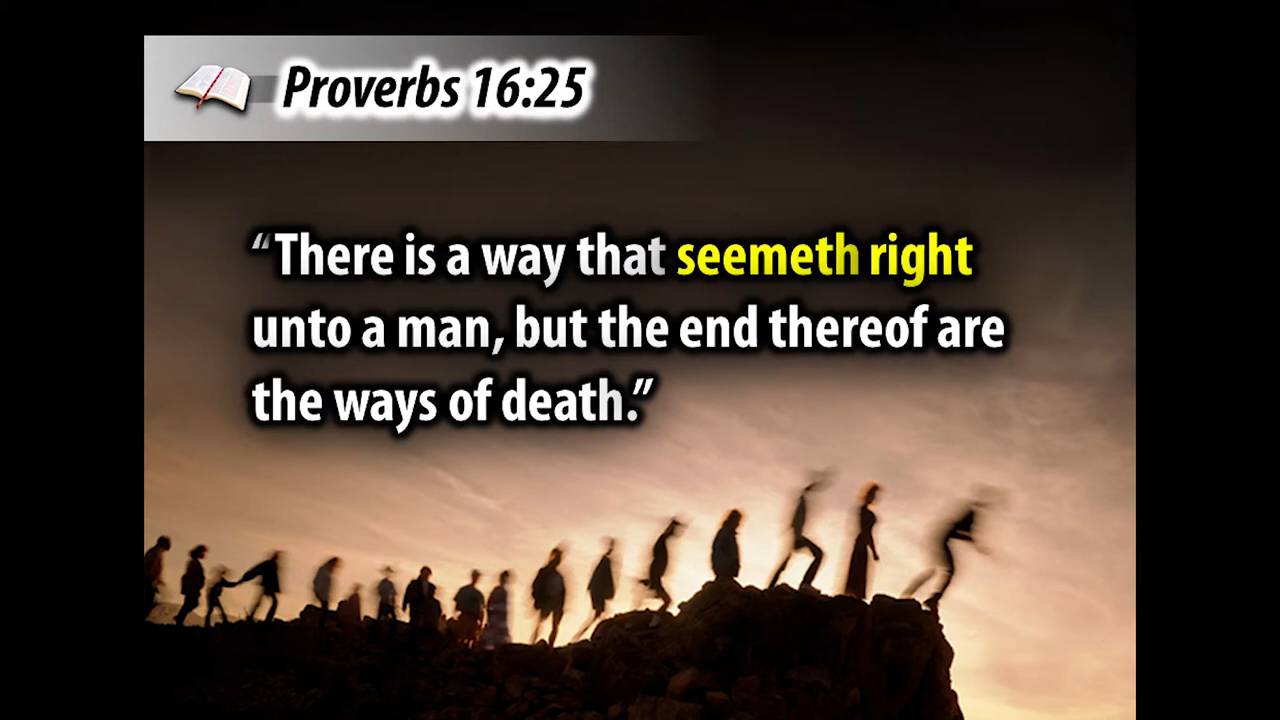 Proverbs 16:25
“There is a way that seemeth right
unto a man, but the end thereof are
the ways of death.”